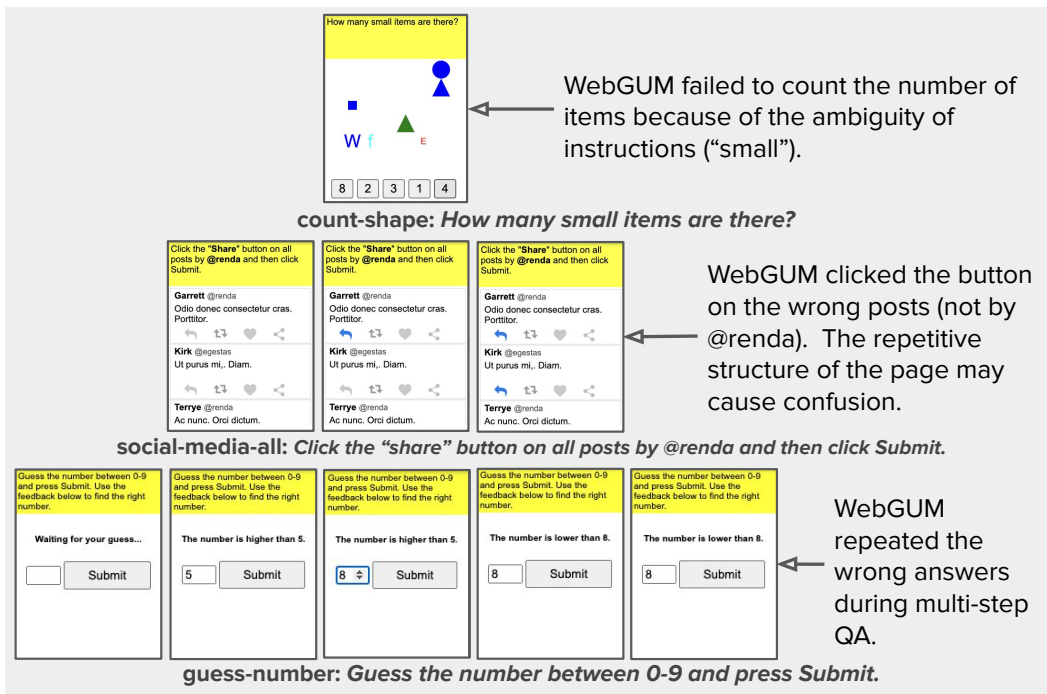 How many small items are there?
W f
E
8 2 3 1 4
WebGUM failed to count the number of
items because of the ambiguity of
instructions (“small”).
count-shape: How many small items are there?
Click the "Share" button on all
posts by @renda and then click
Submit.
Garrett @renda
Odio donec consectetur cras.
Porttitor.
Kirk @egestas
Ut purus mi,. Diam.
Terrye @renda
Ac nunc. Orci dictum.
Click the "Share" button on all
posts by @renda and then click
Submit.
Garrett @renda
Odio donec consectetur cras.
Porttitor.
Kirk @egestas
Ut purus mi,. Diam.
Terrye @renda
Ac nunc. Orci dictum.
Click the "Share" button on all
posts by @renda and then click
Submit.
Garrett @renda
Odio donec consectetur cras.
Porttitor.
Kirk @egestas
Ut purus mi,. Diam.
Terrye @renda
Ac nunc. Orci dictum.
WebGUM clicked the button
on the wrong posts (not by
@renda). The repetitive
structure of the page may
cause confusion.
social-media-all: Click the “share” button on all posts by @renda and then click Submit.
Guess the number between 0-9
and press Submit. Use the
feedback below to find the right
number.
Waiting for your guess...
Submit
Guess the number between 0-9
and press Submit. Use the
feedback below to find the right
number.
The number is higher than 5.
5 Submit
Guess the number between 0-9
and press Submit. Use the
feedback below to find the right
number.
The number is higher than 5.
8 Submit
Guess the number between 0-9
and press Submit. Use the
feedback below to find the right
number.
The number is lower than 8.
8 Submit
Guess the number between 0-9
and press Submit. Use the
feedback below to find the right
number.
The number is lower than 8.
8 Submit
WebGUM
repeated the
wrong answers
during multi-step
QA.
guess-number: Guess the number between 0-9 and press Submit.